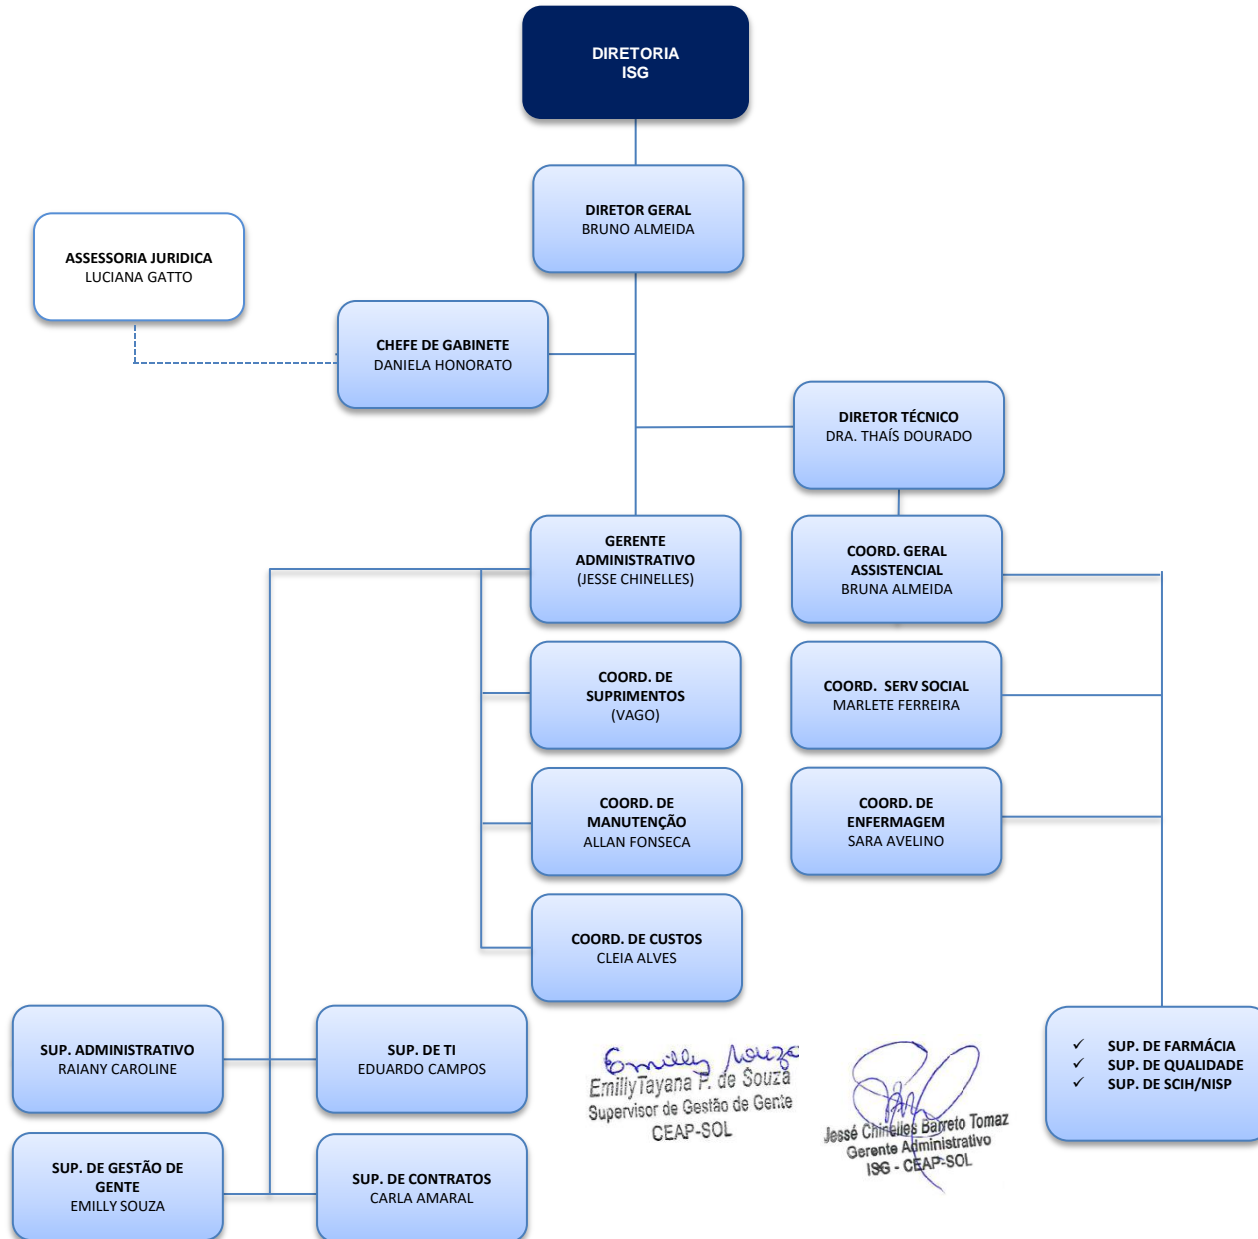 DIRETORIA
ISG
DIRETOR GERAL
BRUNO ALMEIDA
ASSESSORIA JURIDICA
LUCIANA GATTO
CHEFE DE GABINETE
DANIELA HONORATO
DIRETOR TÉCNICO
DRA. THAÍS DOURADO
GERENTE
ADMINISTRATIVO
(JESSE CHINELLES)
COORD. GERAL
ASSISTENCIAL
BRUNA ALMEIDA
COORD. DE
SUPRIMENTOS
(VAGO)
COORD. SERV SOCIAL
MARLETE FERREIRA
COORD. DE
MANUTENÇÃO
ALLAN FONSECA
COORD. DE
ENFERMAGEM
SARA AVELINO
COORD. DE CUSTOS
CLEIA ALVES
SUP. ADMINISTRATIVO
RAIANY CAROLINE
SUP. DE TI
EDUARDO CAMPOS
✓ SUP. DE FARMÁCIA
✓ SUP. DE QUALIDADE
✓ SUP. DE SCIH/NISP
SUP. DE GESTÃO DE
GENTE
EMILLY SOUZA
SUP. DE CONTRATOS
CARLA AMARAL
Emilly Souza
Emilly Tayana P. de Souza
Supervisor de Gestão de Gente
CEAP-SOL
Jessé Chinelles Barreto Tomaz
Gerente Administrativo
ISG - CEAP-SOL